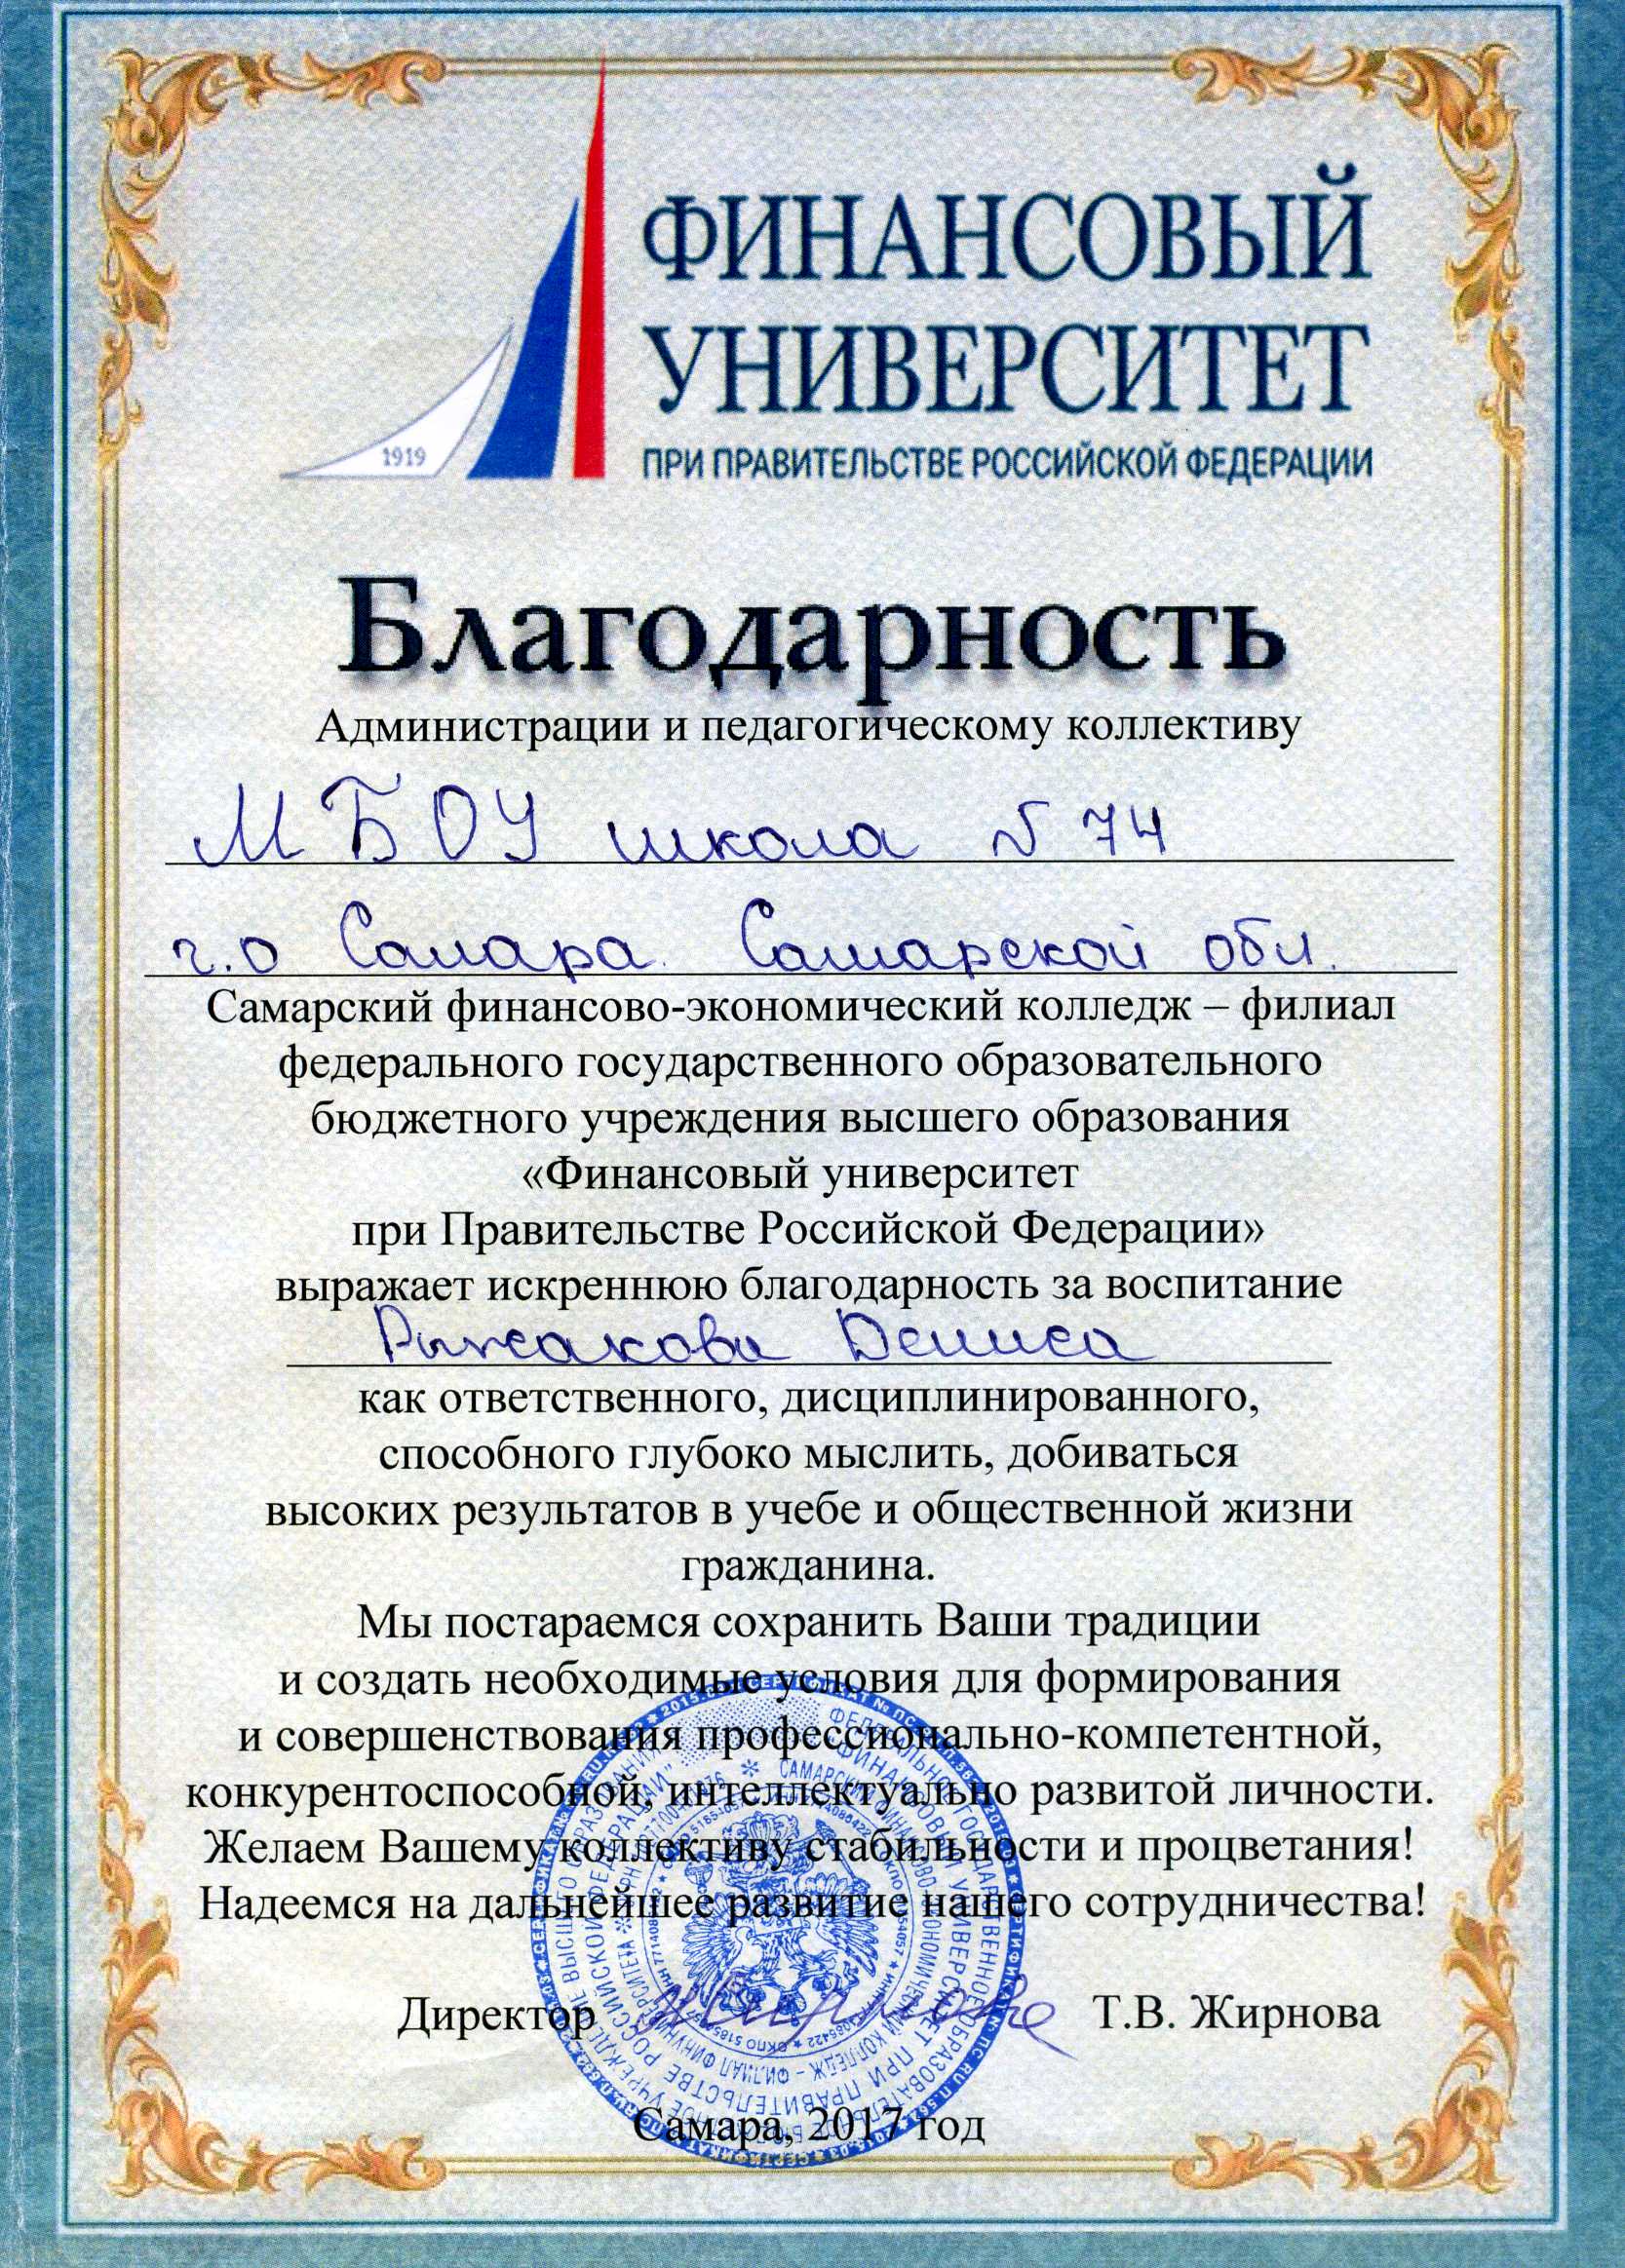 ФИНАНСОВЫЙ
УНИВЕРСИТЕТ
ПРИ ПРАВИТЕЛЬСТВЕ РОССИЙСКОЙ ФЕДЕРАЦИИ
1919
Благодарность
Администрации и педагогическому коллективу
МБОУ школа № 74
г.о Самара. Самарской обл.
Самарский финансово-экономический колледж – филиал
федерального государственного образовательного
бюджетного учреждения высшего образования
«Финансовый университет
при Правительстве Российской Федерации»
выражает искреннюю благодарность за воспитание
Рыжакова Дениса
как ответственного, дисциплинированного,
способного глубоко мыслить, добиваться
высоких результатов в учебе и общественной жизни
гражданина.
Мы постараемся сохранить Ваши традиции
и создать необходимые условия для формирования
и совершенствования профессионально-компетентной,
конкурентоспособной, интеллектуально развитой личности.
Желаем Вашему коллективу стабильности и процветания!
Надеемся на дальнейшее развитие нашего сотрудничества!
Директор Т.В. Жирнова
Самара, 2017 год